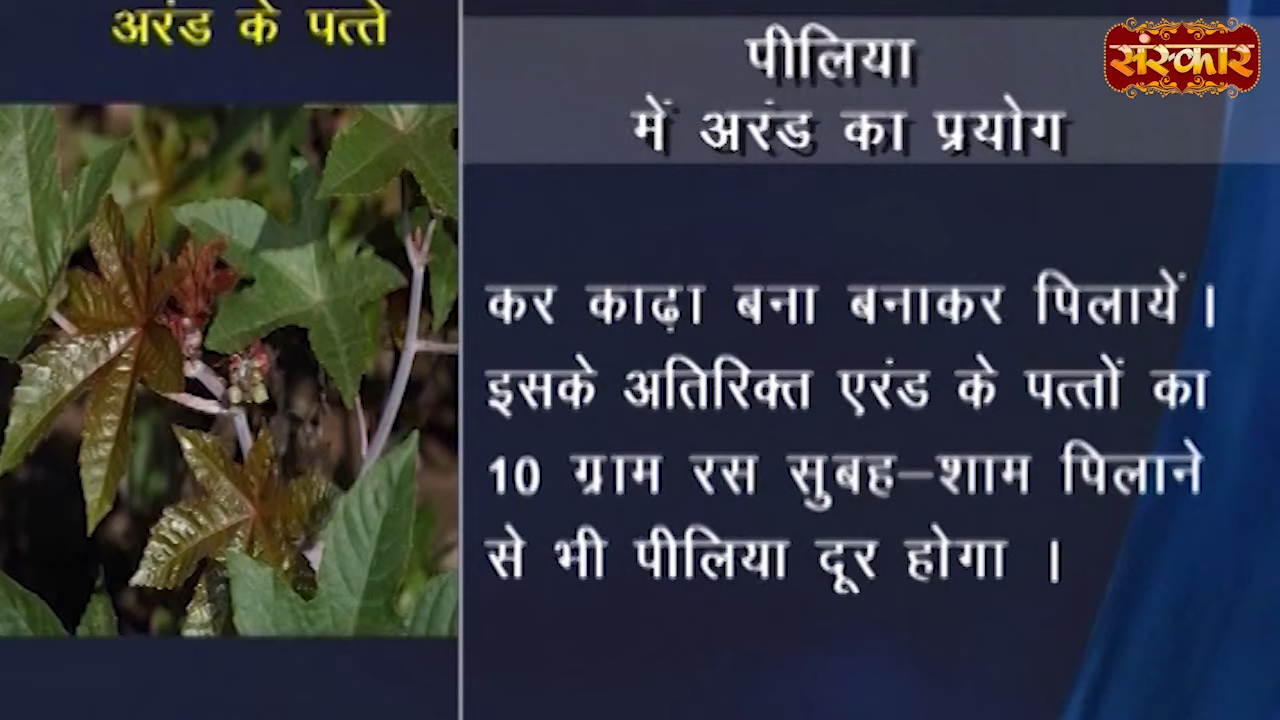 अरंड के पत्ते
पीलिया
में अरंड का प्रयोग
संस्कार
कर काढ़ा बना बनाकर पिलायें ।
इसके अतिरिक्त एरंड के पत्तों का
10 ग्राम रस सुबह–शाम पिलाने
से भी पीलिया दूर होगा ।